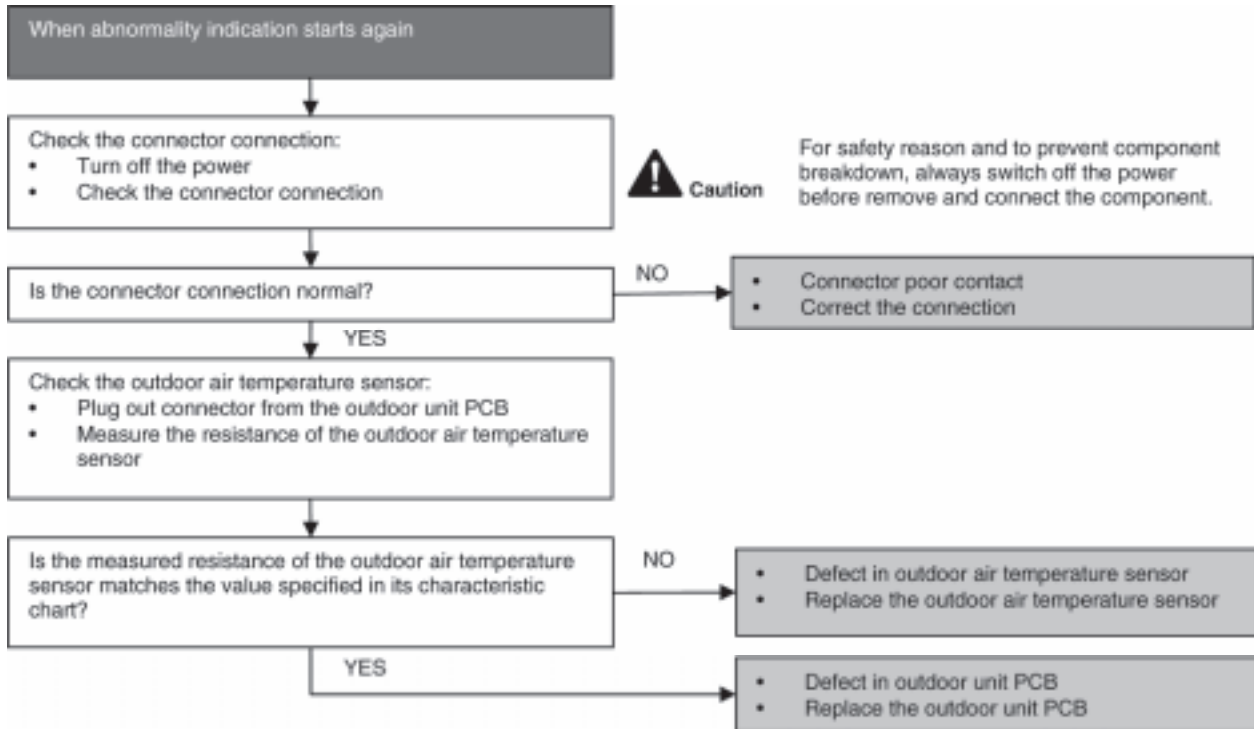 When abnormality indication starts again
Check the connector connection:
• Turn off the power
• Check the connector connection
Caution
For safety reason and to prevent component
breakdown, always switch off the power
before remove and connect the component.
Is the connector connection normal?
NO
• Connector poor contact
• Correct the connection
YES
Check the outdoor air temperature sensor:
• Plug out connector from the outdoor unit PCB
• Measure the resistance of the outdoor air temperature
sensor
Is the measured resistance of the outdoor air temperature
sensor matches the value specified in its characteristic
chart?
NO
• Defect in outdoor air temperature sensor
• Replace the outdoor air temperature sensor
YES
• Defect in outdoor unit PCB
• Replace the outdoor unit PCB